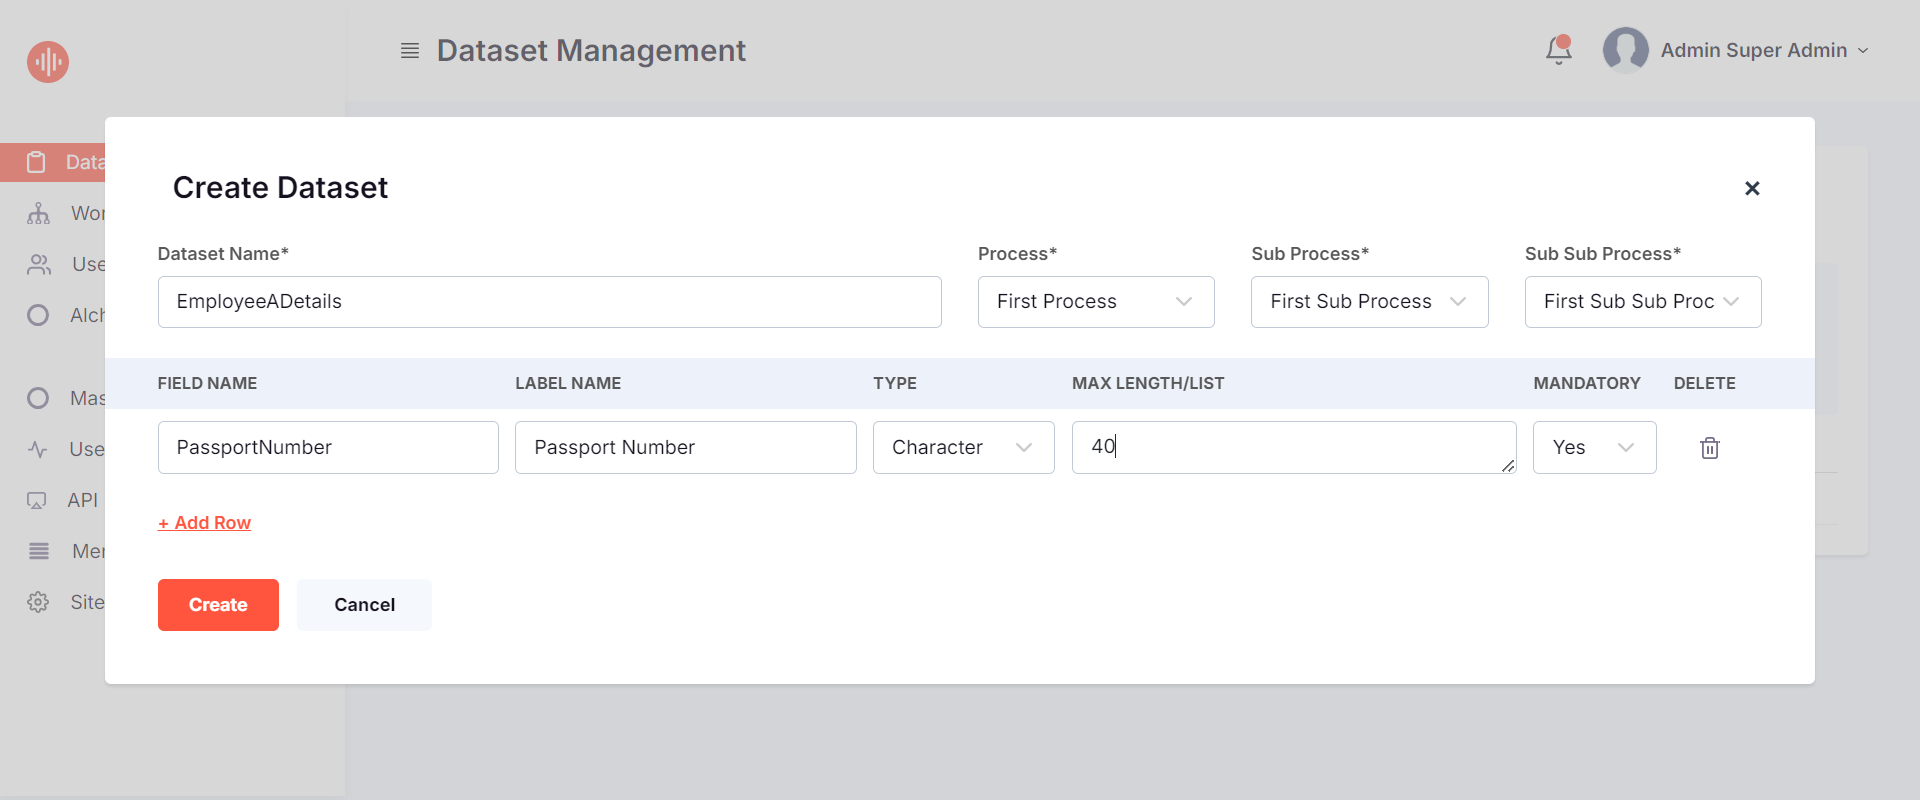 Dataset Management
Admin Super Admin
Data
Wor
Use
Alch
Mas
Use
API
Mer
Site
Create Dataset
Dataset Name* Process* Sub Process* Sub Sub Process*
EmployeeADetails First Process First Sub Process First Sub Sub Proc
FIELD NAME LABEL NAME TYPE MAX LENGTH/LIST MANDATORY DELETE
PassportNumber Passport Number Character 40 Yes
+ Add Row
Create Cancel